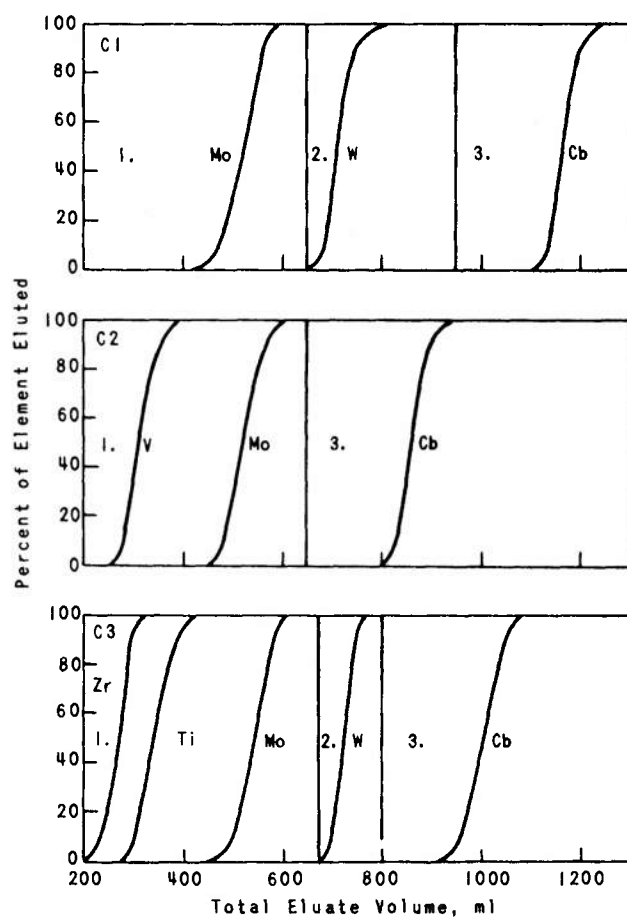 Percent of Element Eluted
C1
100
80
60
40
20
0
1.
Mo
2.
W
3.
Cb
C2
100
80
60
40
20
0
1.
V
Mo
3.
Cb
C3
100
80
60
40
20
0
Zr
1.
Ti
Mo
2.
W
3.
Cb
200 400 600 800 1000 1200
Total Eluate Volume, ml